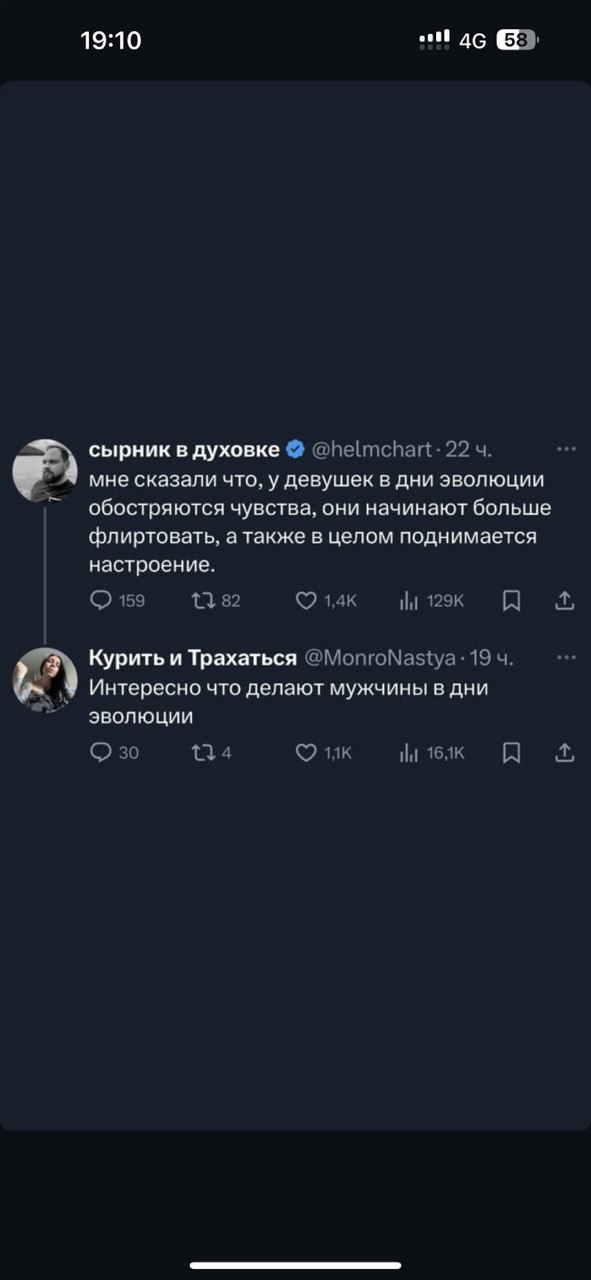 19:10 4G 58
сырник в духовке @helmchart · 22 ч.
мне сказали что, у девушек в дни эволюции
обостряются чувства, они начинают больше
флиртовать, а также в целом поднимается
настроение.
159 82 1,4K 129K
Курить и Трахаться @MonroNastya · 19 ч.
Интересно что делают мужчины в дни
эволюции
30 4 1,1K 16,1K